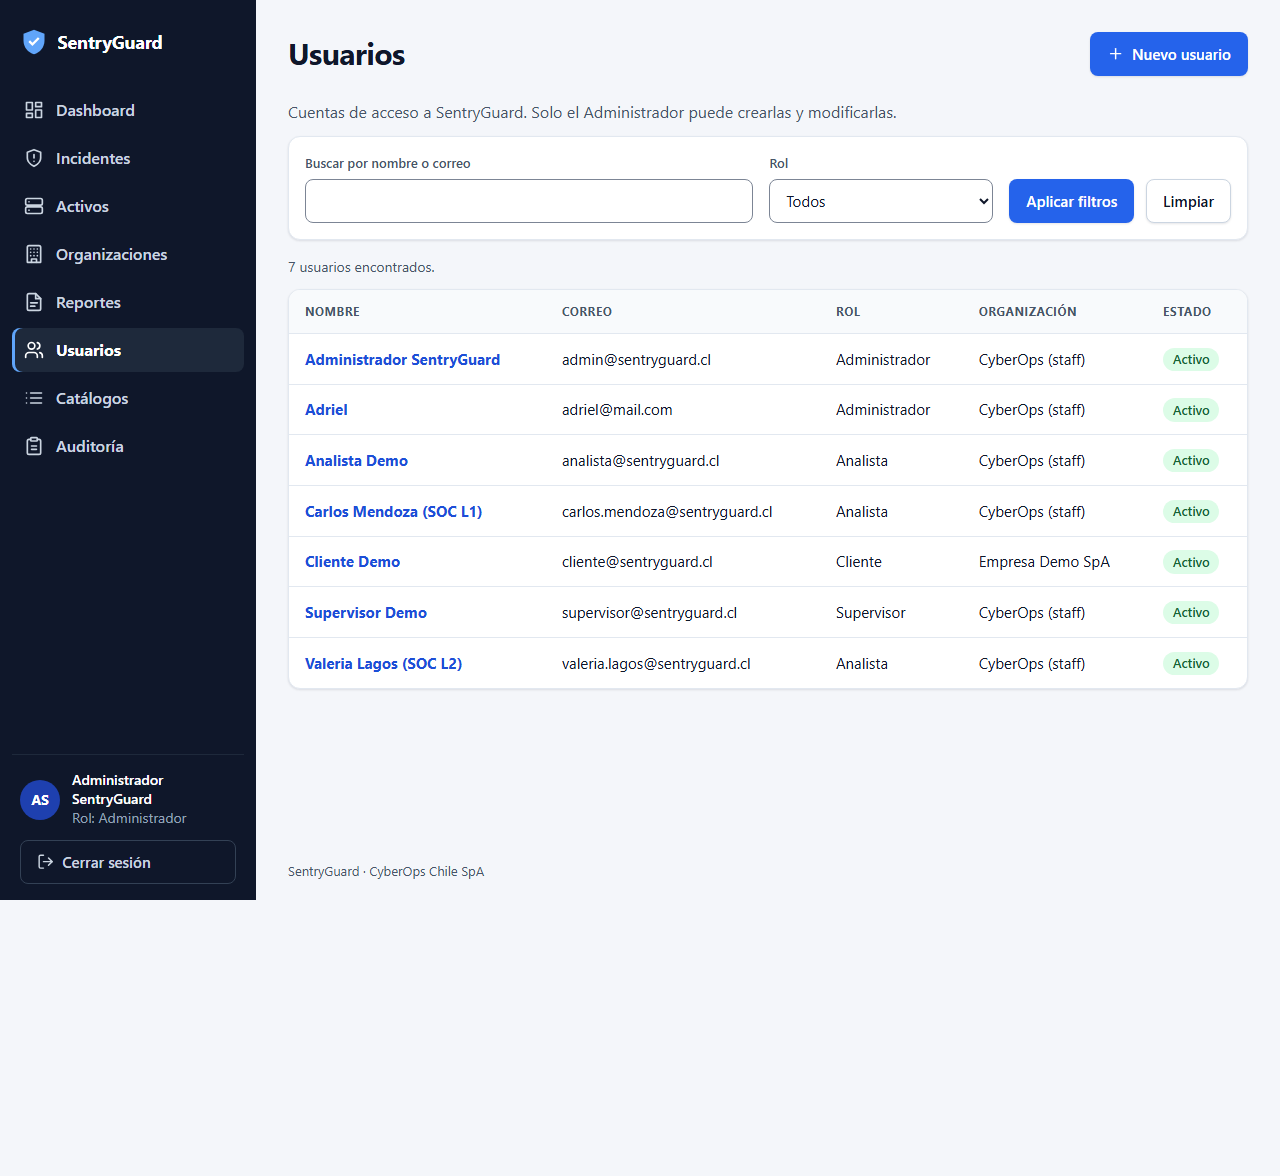 SentryGuard
Dashboard
Incidentes
Activos
Organizaciones
Reportes
Usuarios
Catálogos
Auditoría
AS
Administrador
SentryGuard
Rol: Administrador
Cerrar sesión
Usuarios
Nuevo usuario
Cuentas de acceso a SentryGuard. Solo el Administrador puede crearlas y modificarlas.
Buscar por nombre o correo
Rol
Todos
Aplicar filtros
Limpiar
7 usuarios encontrados.
NOMBRE CORREO ROL ORGANIZACIÓN ESTADO
Administrador SentryGuard admin@sentryguard.cl Administrador CyberOps (staff) Activo
Adriel adriel@mail.com Administrador CyberOps (staff) Activo
Analista Demo analista@sentryguard.cl Analista CyberOps (staff) Activo
Carlos Mendoza (SOC L1) carlos.mendoza@sentryguard.cl Analista CyberOps (staff) Activo
Cliente Demo cliente@sentryguard.cl Cliente Empresa Demo SpA Activo
Supervisor Demo supervisor@sentryguard.cl Supervisor CyberOps (staff) Activo
Valeria Lagos (SOC L2) valeria.lagos@sentryguard.cl Analista CyberOps (staff) Activo
SentryGuard · CyberOps Chile SpA